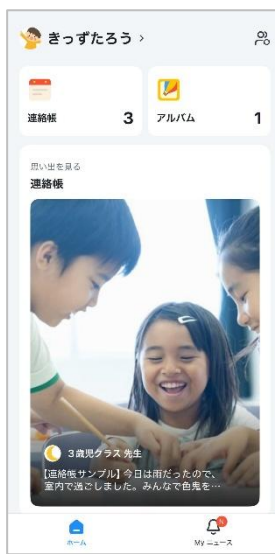 きっずたろう
連絡帳 3
アルバム 1
思い出を見る
連絡帳
3歳児クラス 先生
【連絡帳サンプル】今日は雨だったので、
室内で過ごしました。みんなで色鬼を…
ホーム
My ニュース